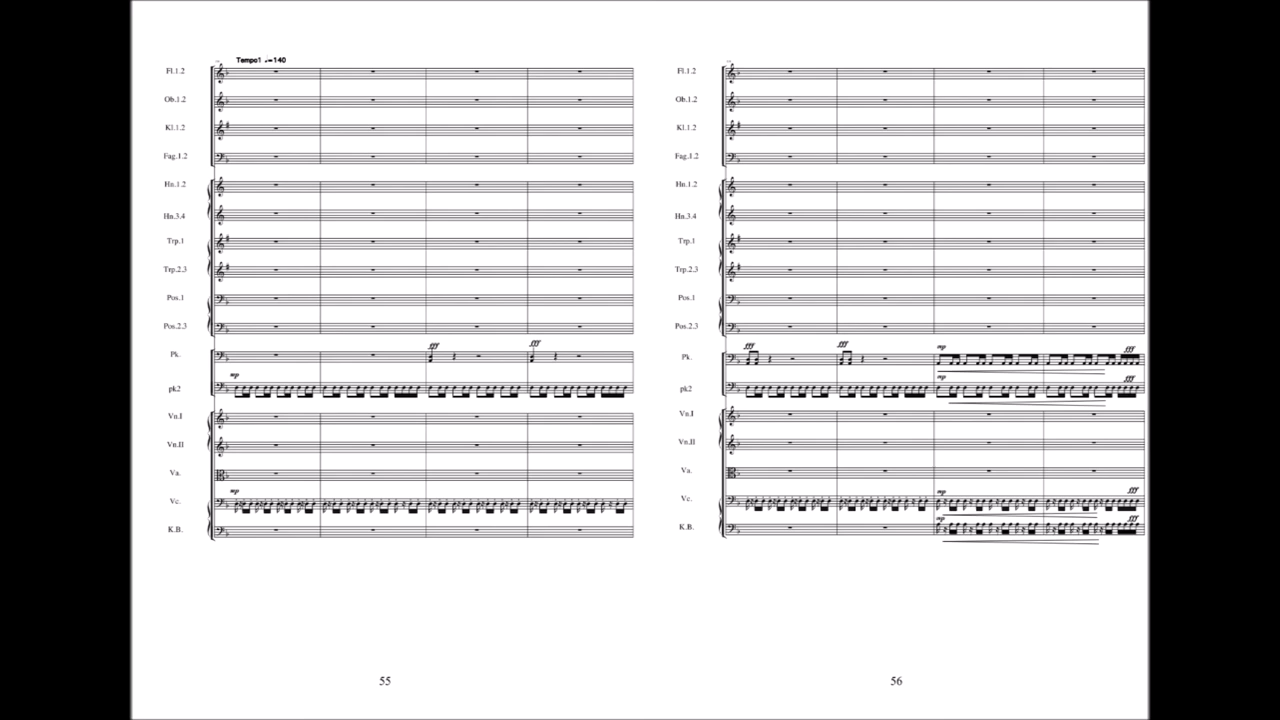 Tempo1 ♩=140
Fl.1.2
Ob.1.2
Kl.1.2
Fag.1.2
Hn.1.2
Hn.3.4
Trp.1
Trp.2.3
Pos.1
Pos.2.3
fff fff
Pk.
mp
pk2
Vn.I
Vn.II
Va.
mp
Vc.
K.B.
55
Fl.1.2
Ob.1.2
Kl.1.2
Fag.1.2
Hn.1.2
Hn.3.4
Trp.1
Trp.2.3
Pos.1
Pos.2.3
fff fff mp fff
Pk.
mp fff
pk2
Vn.I
Vn.II
Va.
mp fff
Vc.
mp fff
K.B.
56